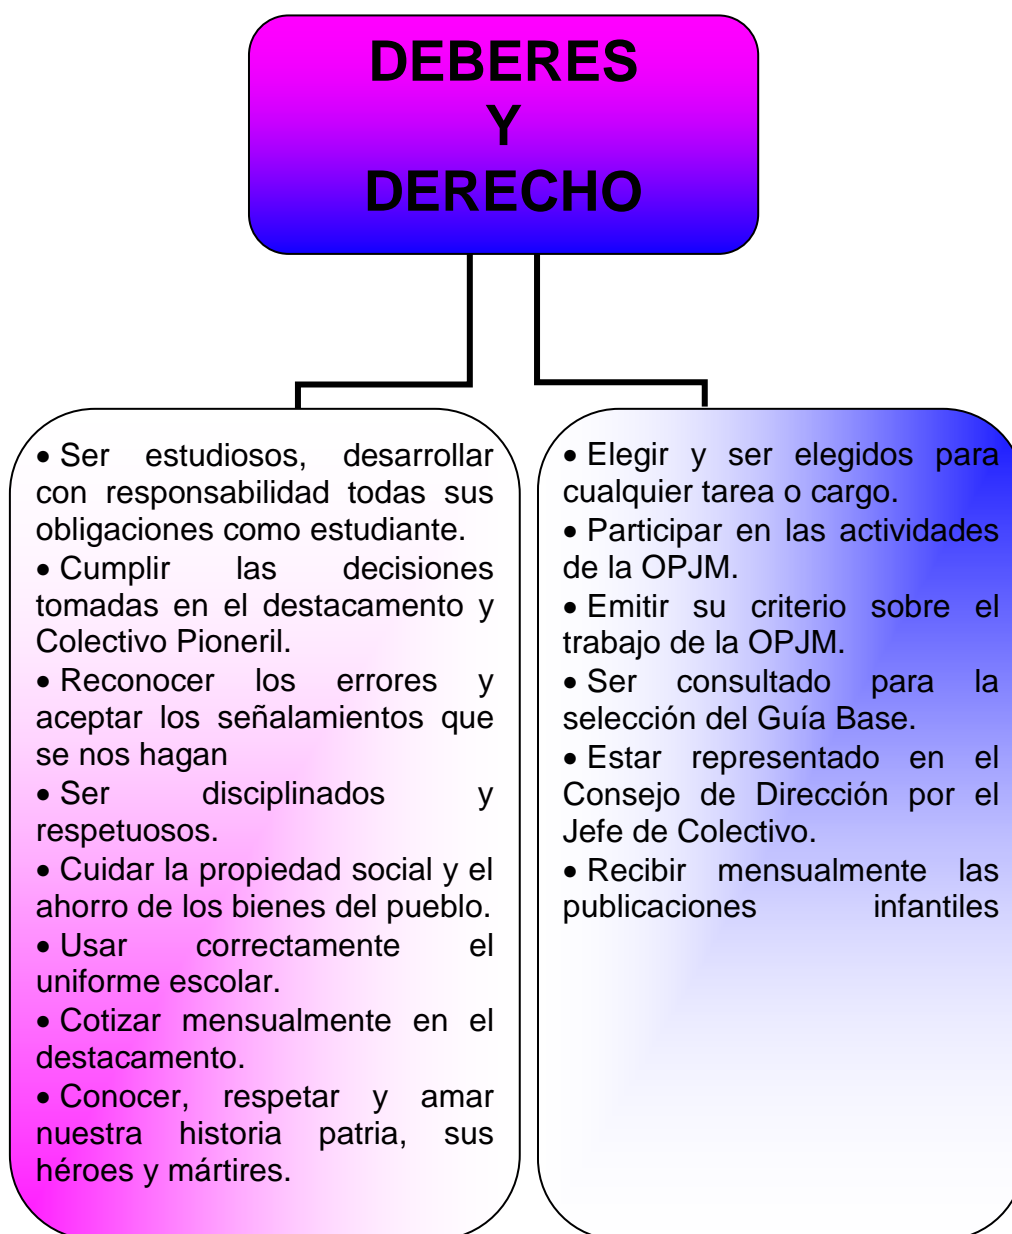 DEBERES
Y
DERECHO
• Ser estudiosos, desarrollar
con responsabilidad todas sus
obligaciones como estudiante.
• Cumplir las decisiones
tomadas en el destacamento y
Colectivo Pioneril.
• Reconocer los errores y
aceptar los señalamientos que
se nos hagan
• Ser disciplinados y
respetuosos.
• Cuidar la propiedad social y el
ahorro de los bienes del pueblo.
• Usar correctamente el
uniforme escolar.
• Cotizar mensualmente en el
destacamento.
• Conocer, respetar y amar
nuestra historia patria, sus
héroes y mártires.
• Elegir y ser elegidos para
cualquier tarea o cargo.
• Participar en las actividades
de la OPJM.
• Emitir su criterio sobre el
trabajo de la OPJM.
• Ser consultado para la
selección del Guía Base.
• Estar representado en el
Consejo de Dirección por el
Jefe de Colectivo.
• Recibir mensualmente las
publicaciones infantiles